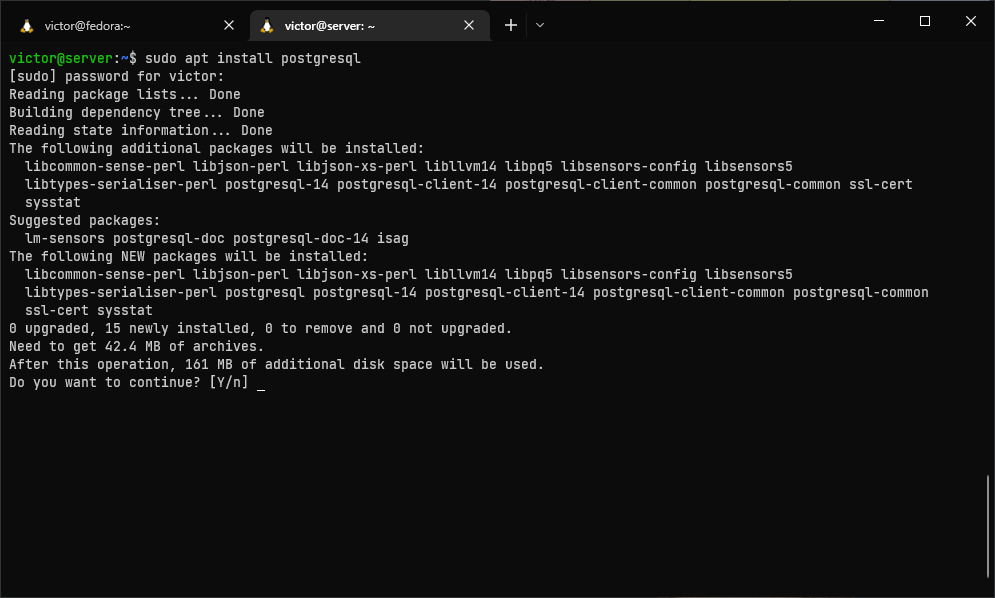 victor@fedora:~
victor@server: ~
victor@server:~$ sudo apt install postgresql
[sudo] password for victor:
Reading package lists... Done
Building dependency tree... Done
Reading state information... Done
The following additional packages will be installed:
  libcommon-sense-perl libjson-perl libjson-xs-perl libllvm14 libpq5 libsensors-config libsensors5
  libtypes-serialiser-perl postgresql-14 postgresql-client-14 postgresql-client-common postgresql-common ssl-cert
  sysstat
Suggested packages:
  lm-sensors postgresql-doc postgresql-doc-14 isag
The following NEW packages will be installed:
  libcommon-sense-perl libjson-perl libjson-xs-perl libllvm14 libpq5 libsensors-config libsensors5
  libtypes-serialiser-perl postgresql postgresql-14 postgresql-client-14 postgresql-client-common postgresql-common
  ssl-cert sysstat
0 upgraded, 15 newly installed, 0 to remove and 0 not upgraded.
Need to get 42.4 MB of archives.
After this operation, 161 MB of additional disk space will be used.
Do you want to continue? [Y/n] _